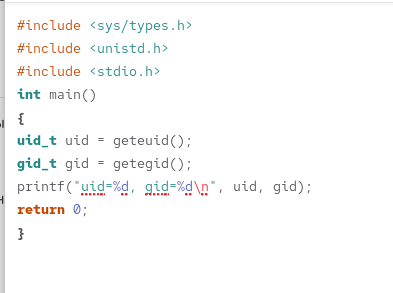 #include <sys/types.h>
#include <unistd.h>
#include <stdio.h>
int main()
{
uid_t uid = geteuid();
gid_t gid = getegid();
printf("uid=%d, gid=%d\n", uid, gid);
return 0;
}